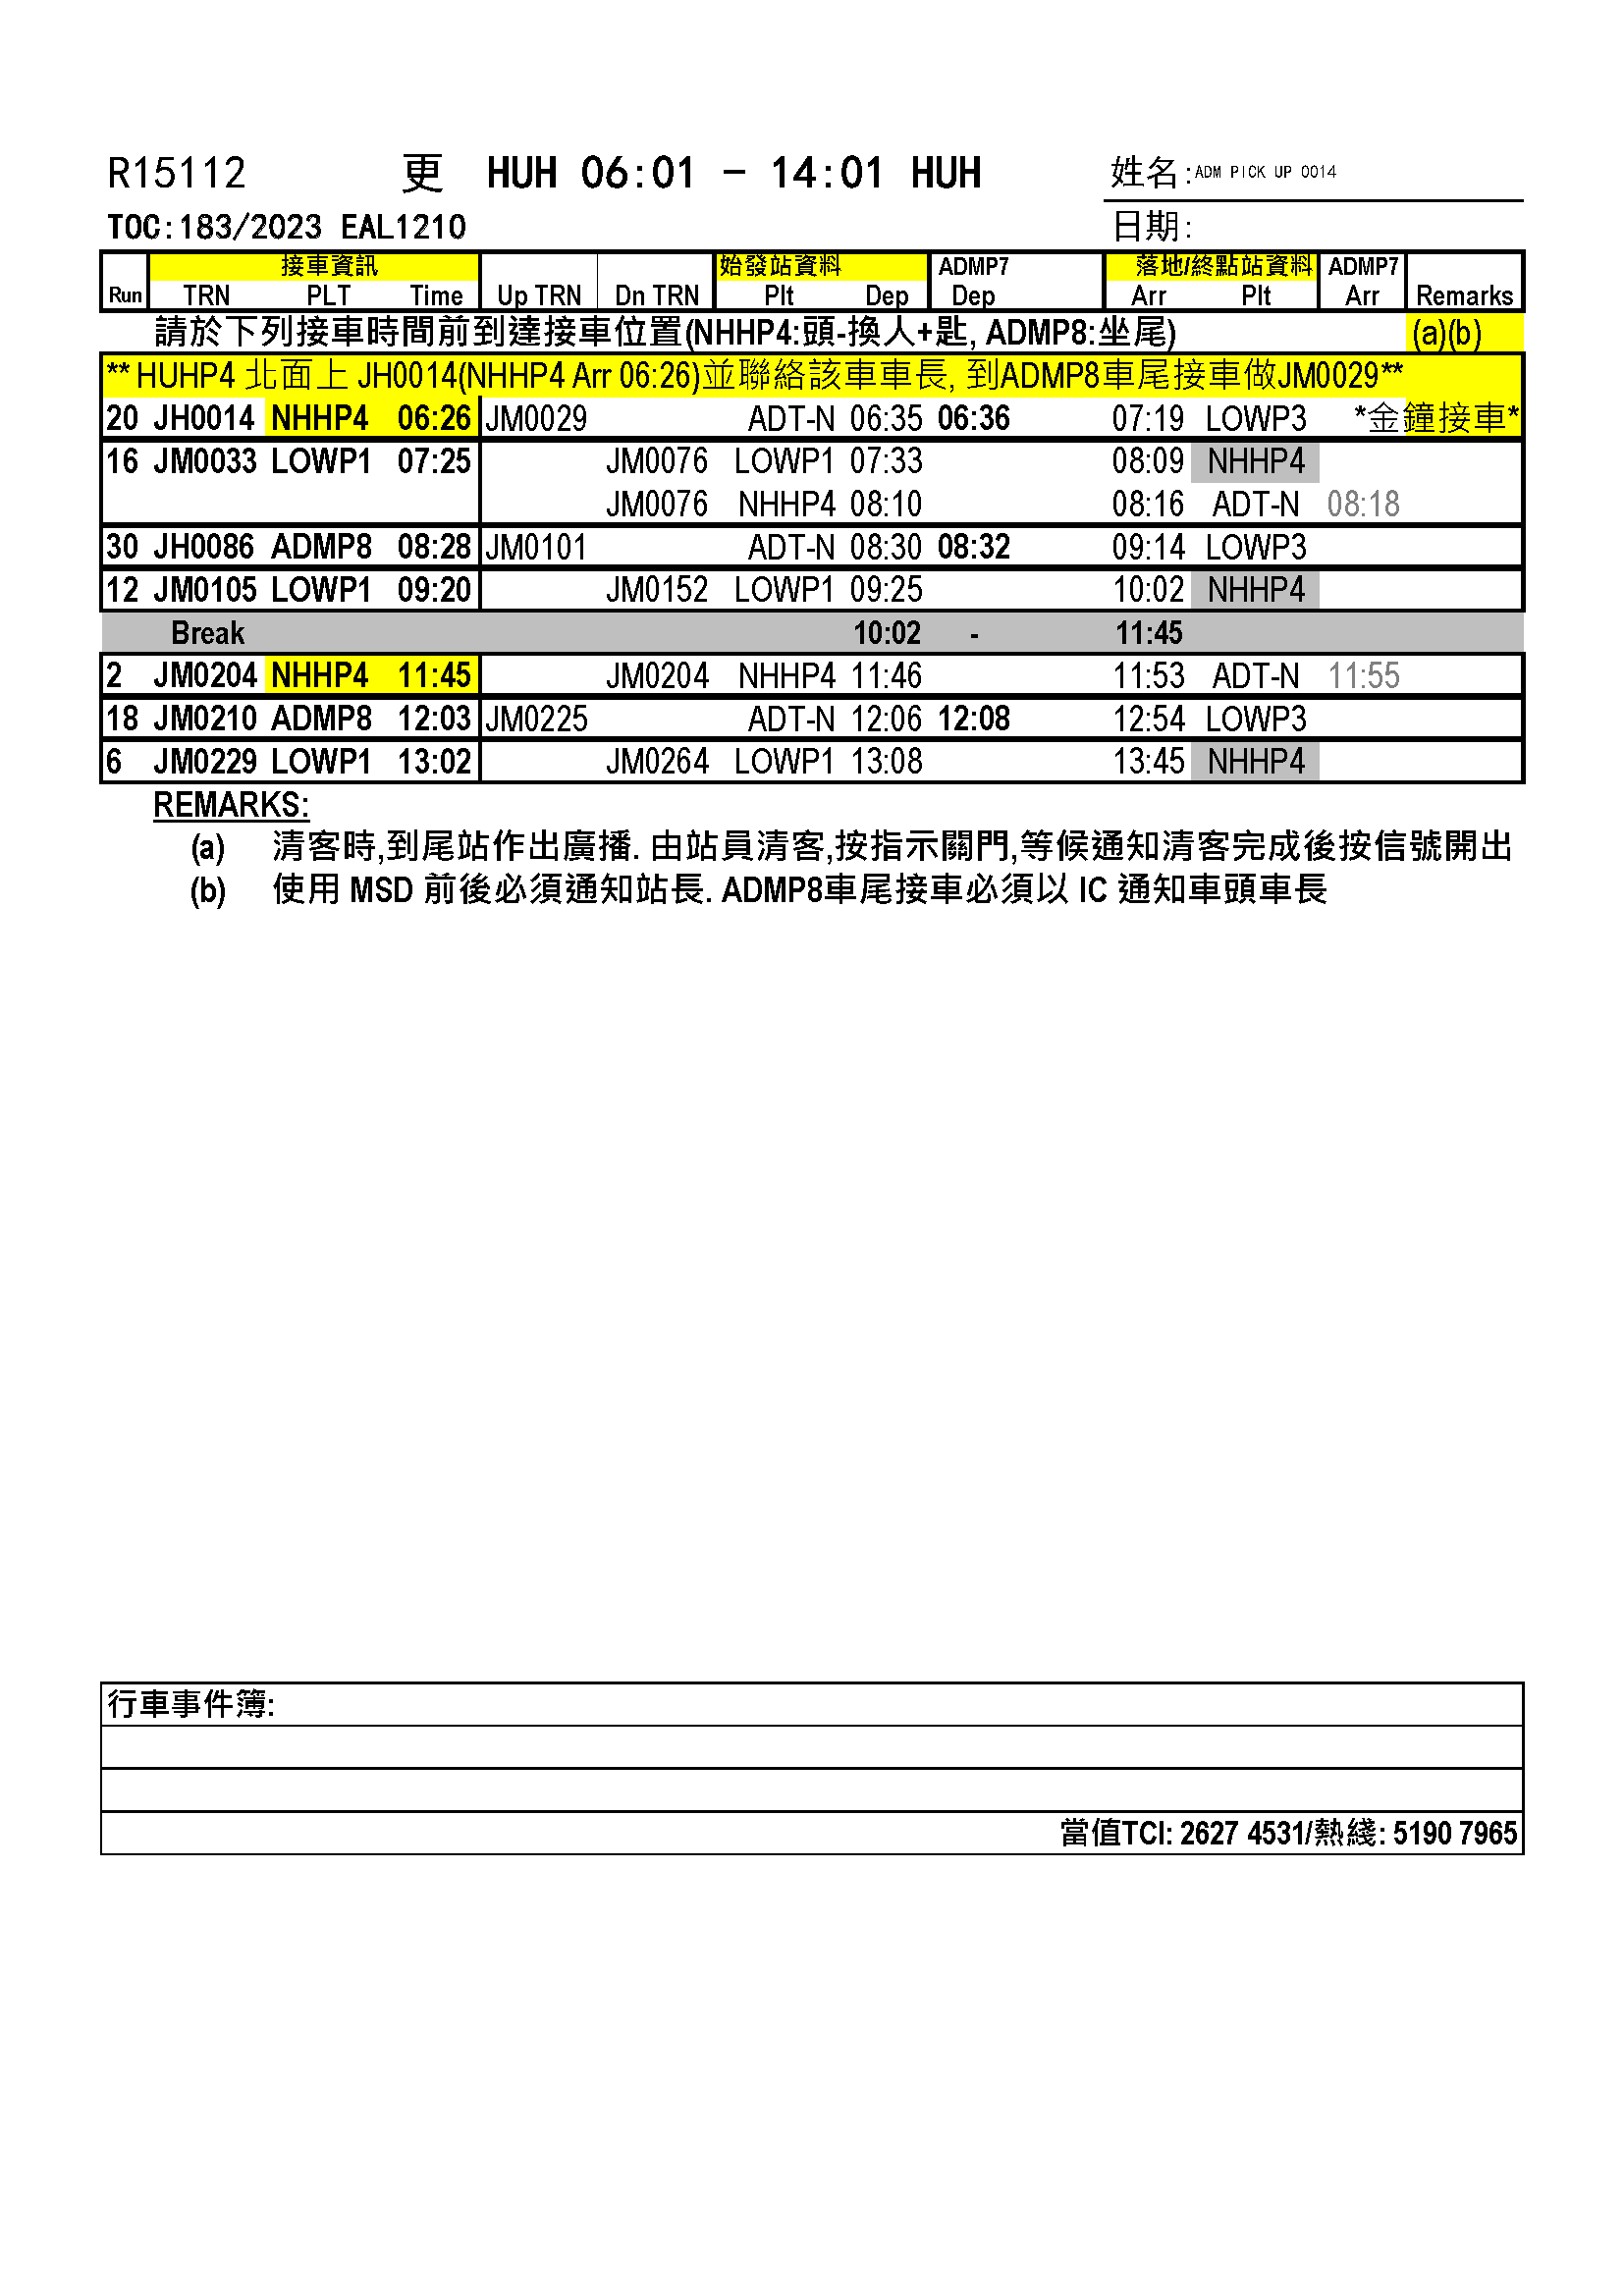 R15112 更 HUH 06:01 - 14:01 HUH 姓名:ADM PICK UP 0014
TOC:183/2023 EAL1210 日期:
接車資訊 始發站資料 ADMP7 落地/終點站資料 ADMP7
Run TRN PLT Time Up TRN Dn TRN Plt Dep Dep Arr Plt Arr Remarks
請於下列接車時間前到達接車位置(NHHP4:頭-換人+匙, ADMP8:坐尾) (a)(b)
** HUHP4 北面上 JH0014(NHHP4 Arr 06:26)並聯絡該車車長, 到ADMP8車尾接車做JM0029**
20 JH0014 NHHP4 06:26 JM0029 ADT-N 06:35 06:36 07:19 LOWP3 *金鐘接車*
16 JM0033 LOWP1 07:25 JM0076 LOWP1 07:33 08:09 NHHP4
JM0076 NHHP4 08:10 08:16 ADT-N 08:18
30 JH0086 ADMP8 08:28 JM0101 ADT-N 08:30 08:32 09:14 LOWP3
12 JM0105 LOWP1 09:20 JM0152 LOWP1 09:25 10:02 NHHP4
Break 10:02 - 11:45
2 JM0204 NHHP4 11:45 JM0204 NHHP4 11:46 11:53 ADT-N 11:55
18 JM0210 ADMP8 12:03 JM0225 ADT-N 12:06 12:08 12:54 LOWP3
6 JM0229 LOWP1 13:02 JM0264 LOWP1 13:08 13:45 NHHP4
REMARKS:
(a) 清客時,到尾站作出廣播. 由站員清客,按指示關門,等候通知清客完成後按信號開出
(b) 使用 MSD 前後必須通知站長. ADMP8車尾接車必須以 IC 通知車頭車長
行車事件簿:
當值TCI: 2627 4531/熱綫: 5190 7965